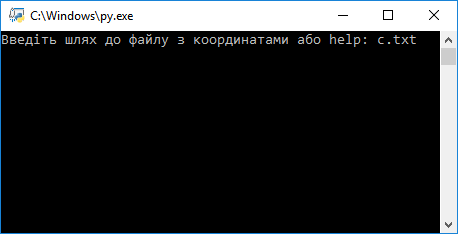 C:\Windows\py.exe
Введіть шлях до файлу з координатами або help: c.txt